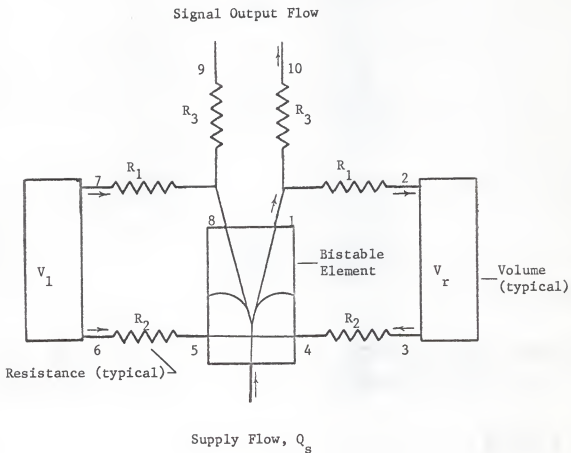 Signal Output Flow
9 10
R3 R3
R1 R1
7 2
8 1
Bistable
Element
Vl Vr
Volume
(typical)
R2 R2
6 5 4 3
Resistance (typical)
Supply Flow, Qs